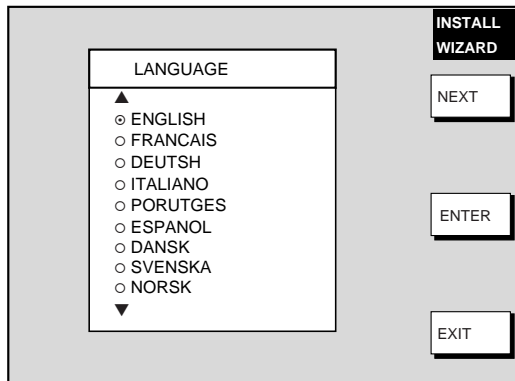 INSTALL
WIZARD
LANGUAGE
ENGLISH
FRANCAIS
DEUTSH
ITALIANO
PORUTGES
ESPANOL
DANSK
SVENSKA
NORSK
NEXT
ENTER
EXIT